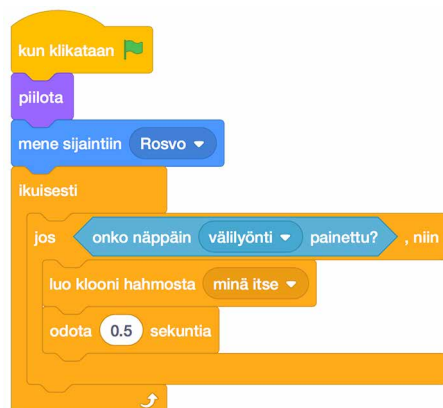 kun klikataan
piilota
mene sijaintiin Rosvo
ikuisesti
jos onko näppäin välilyönti painettu? , niin
luo klooni hahmosta minä itse
odota 0.5 sekuntia